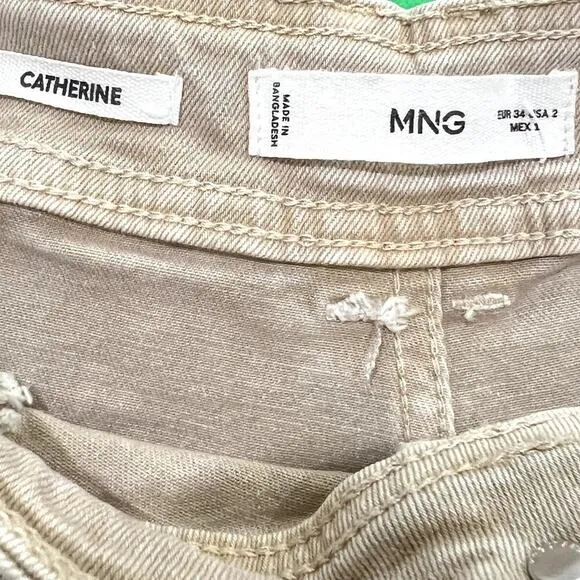 CATHERINE
MADE IN
BANGLADESH
MNG
EUR 34 USA 2
MEX 1